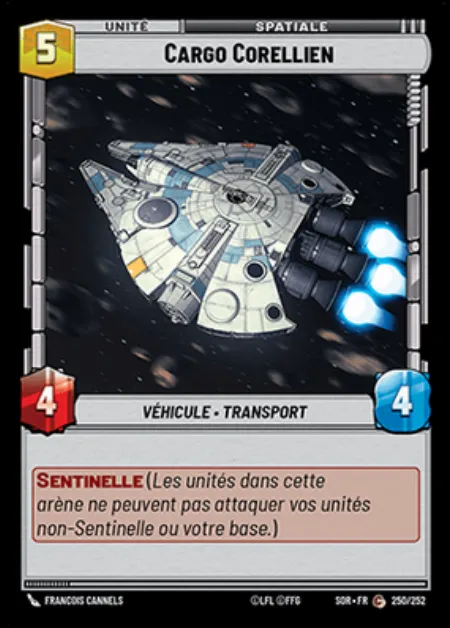 5
UNITÉ SPATIALE
CARGO CORELLIEN
4
VÉHICULE • TRANSPORT
4
SENTINELLE (Les unités dans cette
arène ne peuvent pas attaquer vos unités
non-Sentinelle ou votre base.)
FRANCOIS CANNELS ©LFL ©FFG SOR • FR C 250/252